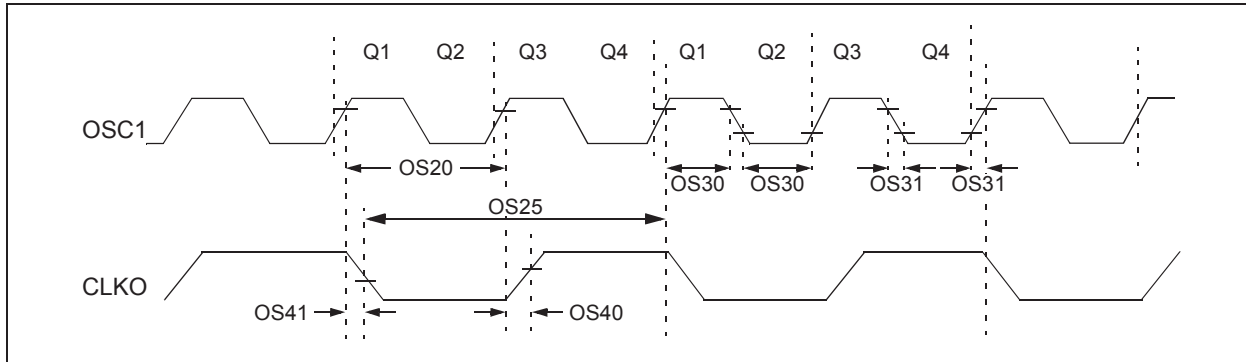 Q1 Q2 Q3 Q4 Q1 Q2 Q3 Q4
OSC1
OS20
OS30 OS30
OS31 OS31
OS25
CLKO
OS41
OS40